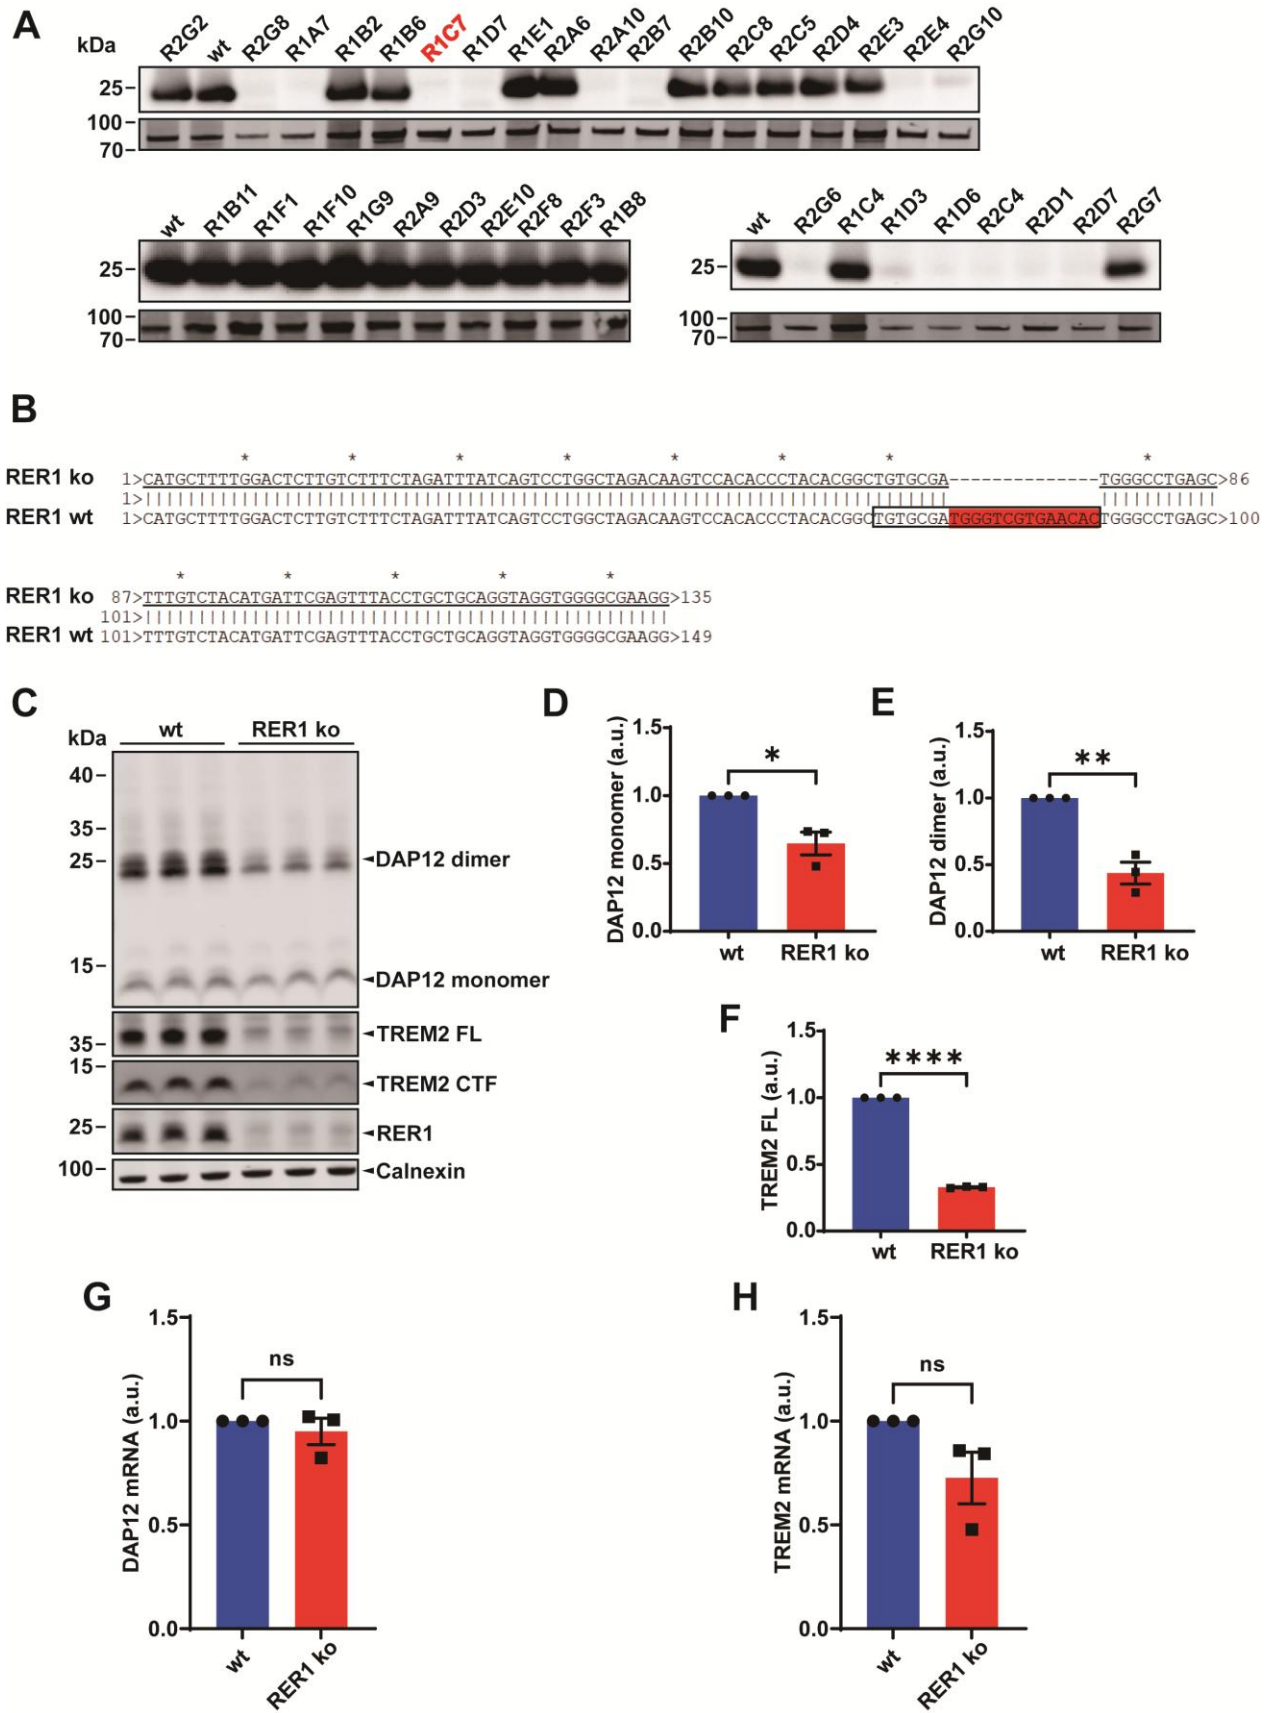 A
kDa
R2G2 wt R2G8 R1A7 R1B2 R1B6 R1C7 R1D7 R1E1 R2A6 R2A10 R2B7 R2B10 R2C8 R2C5 R2D4 R2E3 R2E4 R2G10
25
100
70
wt R1B11 R1F1 R1F10 R1G9 R2A9 R2D3 R2E10 R2F8 R2F3 R1B8
25
100
70
wt R2G6 R1C4 R1D3 R1D6 R2C4 R2D1 R2D7 R2G7
25
100
70
B
* * * * * * * *
RER1 ko 1>CATGCTTTTGGACTCTTGTCTTTCTAGATTTATCAGTCCTGGCTAGACAAGTCCACACCCTACACGGCTGTGCGA--------------TGGGCCTGAGC>86
1>||||||||||||||||||||||||||||||||||||||||||||||||||||||||||||||||||||||||||| |||||||||||
RER1 wt 1>CATGCTTTTGGACTCTTGTCTTTCTAGATTTATCAGTCCTGGCTAGACAAGTCCACACCCTACACGGCTGTGCGATGGGTCGTGAACACTGGGCCTGAGC>100
* * * * *
RER1 ko 87>TTTGTCTACATGATTCGAGTTTACCTGCTGCAGGTAGGTGGGGCGAAGG>135
101>|||||||||||||||||||||||||||||||||||||||||||||||||
RER1 wt 101>TTTGTCTACATGATTCGAGTTTACCTGCTGCAGGTAGGTGGGGCGAAGG>149
C
kDa
wt RER1 ko
40
35
25
DAP12 dimer
15
DAP12 monomer
35
TREM2 FL
15
TREM2 CTF
25
RER1
100
Calnexin
D
DAP12 monomer (a.u.)
1.5
1.0
0.5
0.0
*
wt RER1 ko
E
DAP12 dimer (a.u.)
1.5
1.0
0.5
0.0
**
wt RER1 ko
F
TREM2 FL (a.u.)
1.5
1.0
0.5
0.0
****
wt RER1 ko
G
DAP12 mRNA (a.u.)
1.5
1.0
0.5
0.0
ns
wt RER1 ko
H
TREM2 mRNA (a.u.)
1.5
1.0
0.5
0.0
ns
wt RER1 ko